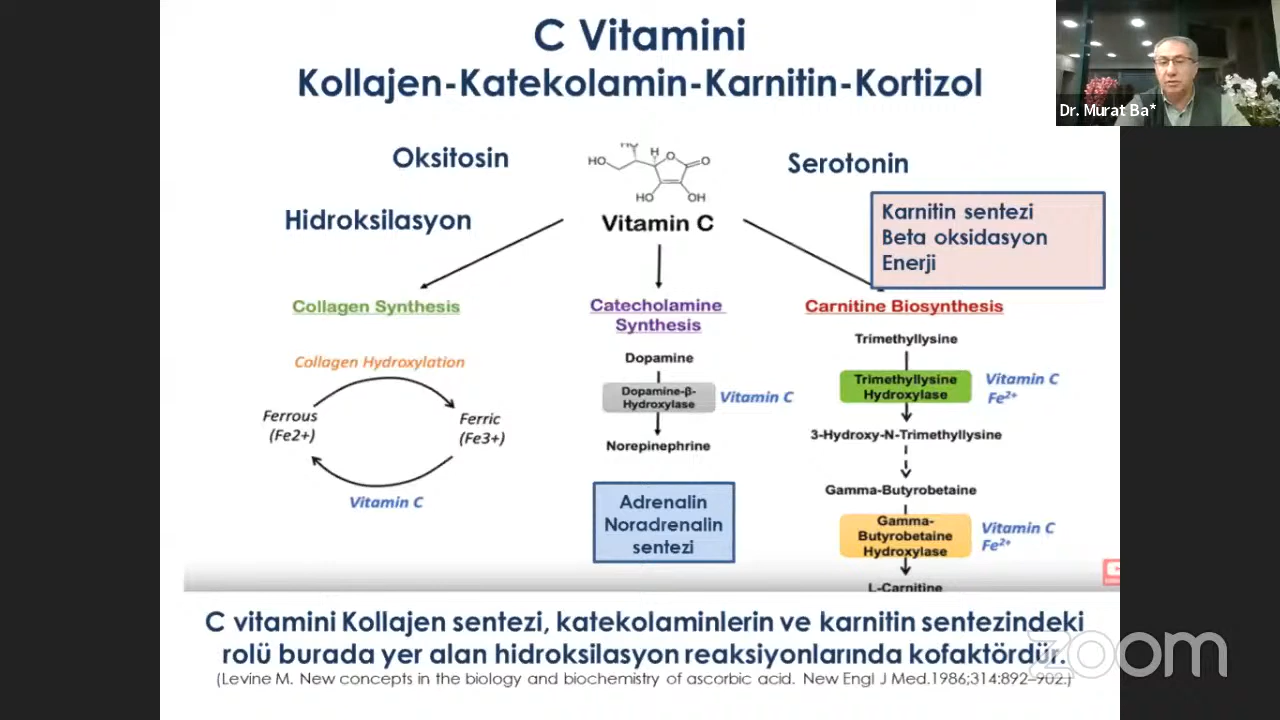 C Vitamini
Kollajen-Katekolamin-Karnitin-Kortizol
Dr. Murat Ba*
Oksitosin
Serotonin
HO
H
O
O
HO
OH
Hidroksilasyon
Vitamin C
Karnitin sentezi
Beta oksidasyon
Enerji
Collagen Synthesis
Collagen Hydroxylation
Ferrous
(Fe2+)
Ferric
(Fe3+)
Vitamin C
Catecholamine
Synthesis
Dopamine
Dopamine-β-
Hydroxylase
Vitamin C
Norepinephrine
Adrenalin
Noradrenalin
sentezi
Carnitine Biosynthesis
Trimethyllysine
Trimethyllysine
Hydroxylase
Vitamin C
Fe²⁺
3-Hydroxy-N-Trimethyllysine
Gamma-Butyrobetaine
Gamma-
Butyrobetaine
Hydroxylase
Vitamin C
Fe²⁺
L-Carnitine
C vitamini Kollajen sentezi, katekolaminlerin ve karnitin sentezindeki
rolü burada yer alan hidroksilasyon reaksiyonlarında kofaktördür.
(Levine M. New concepts in the biology and biochemistry of ascorbic acid. New Engl J Med.1986;314:892–902.)
zoom